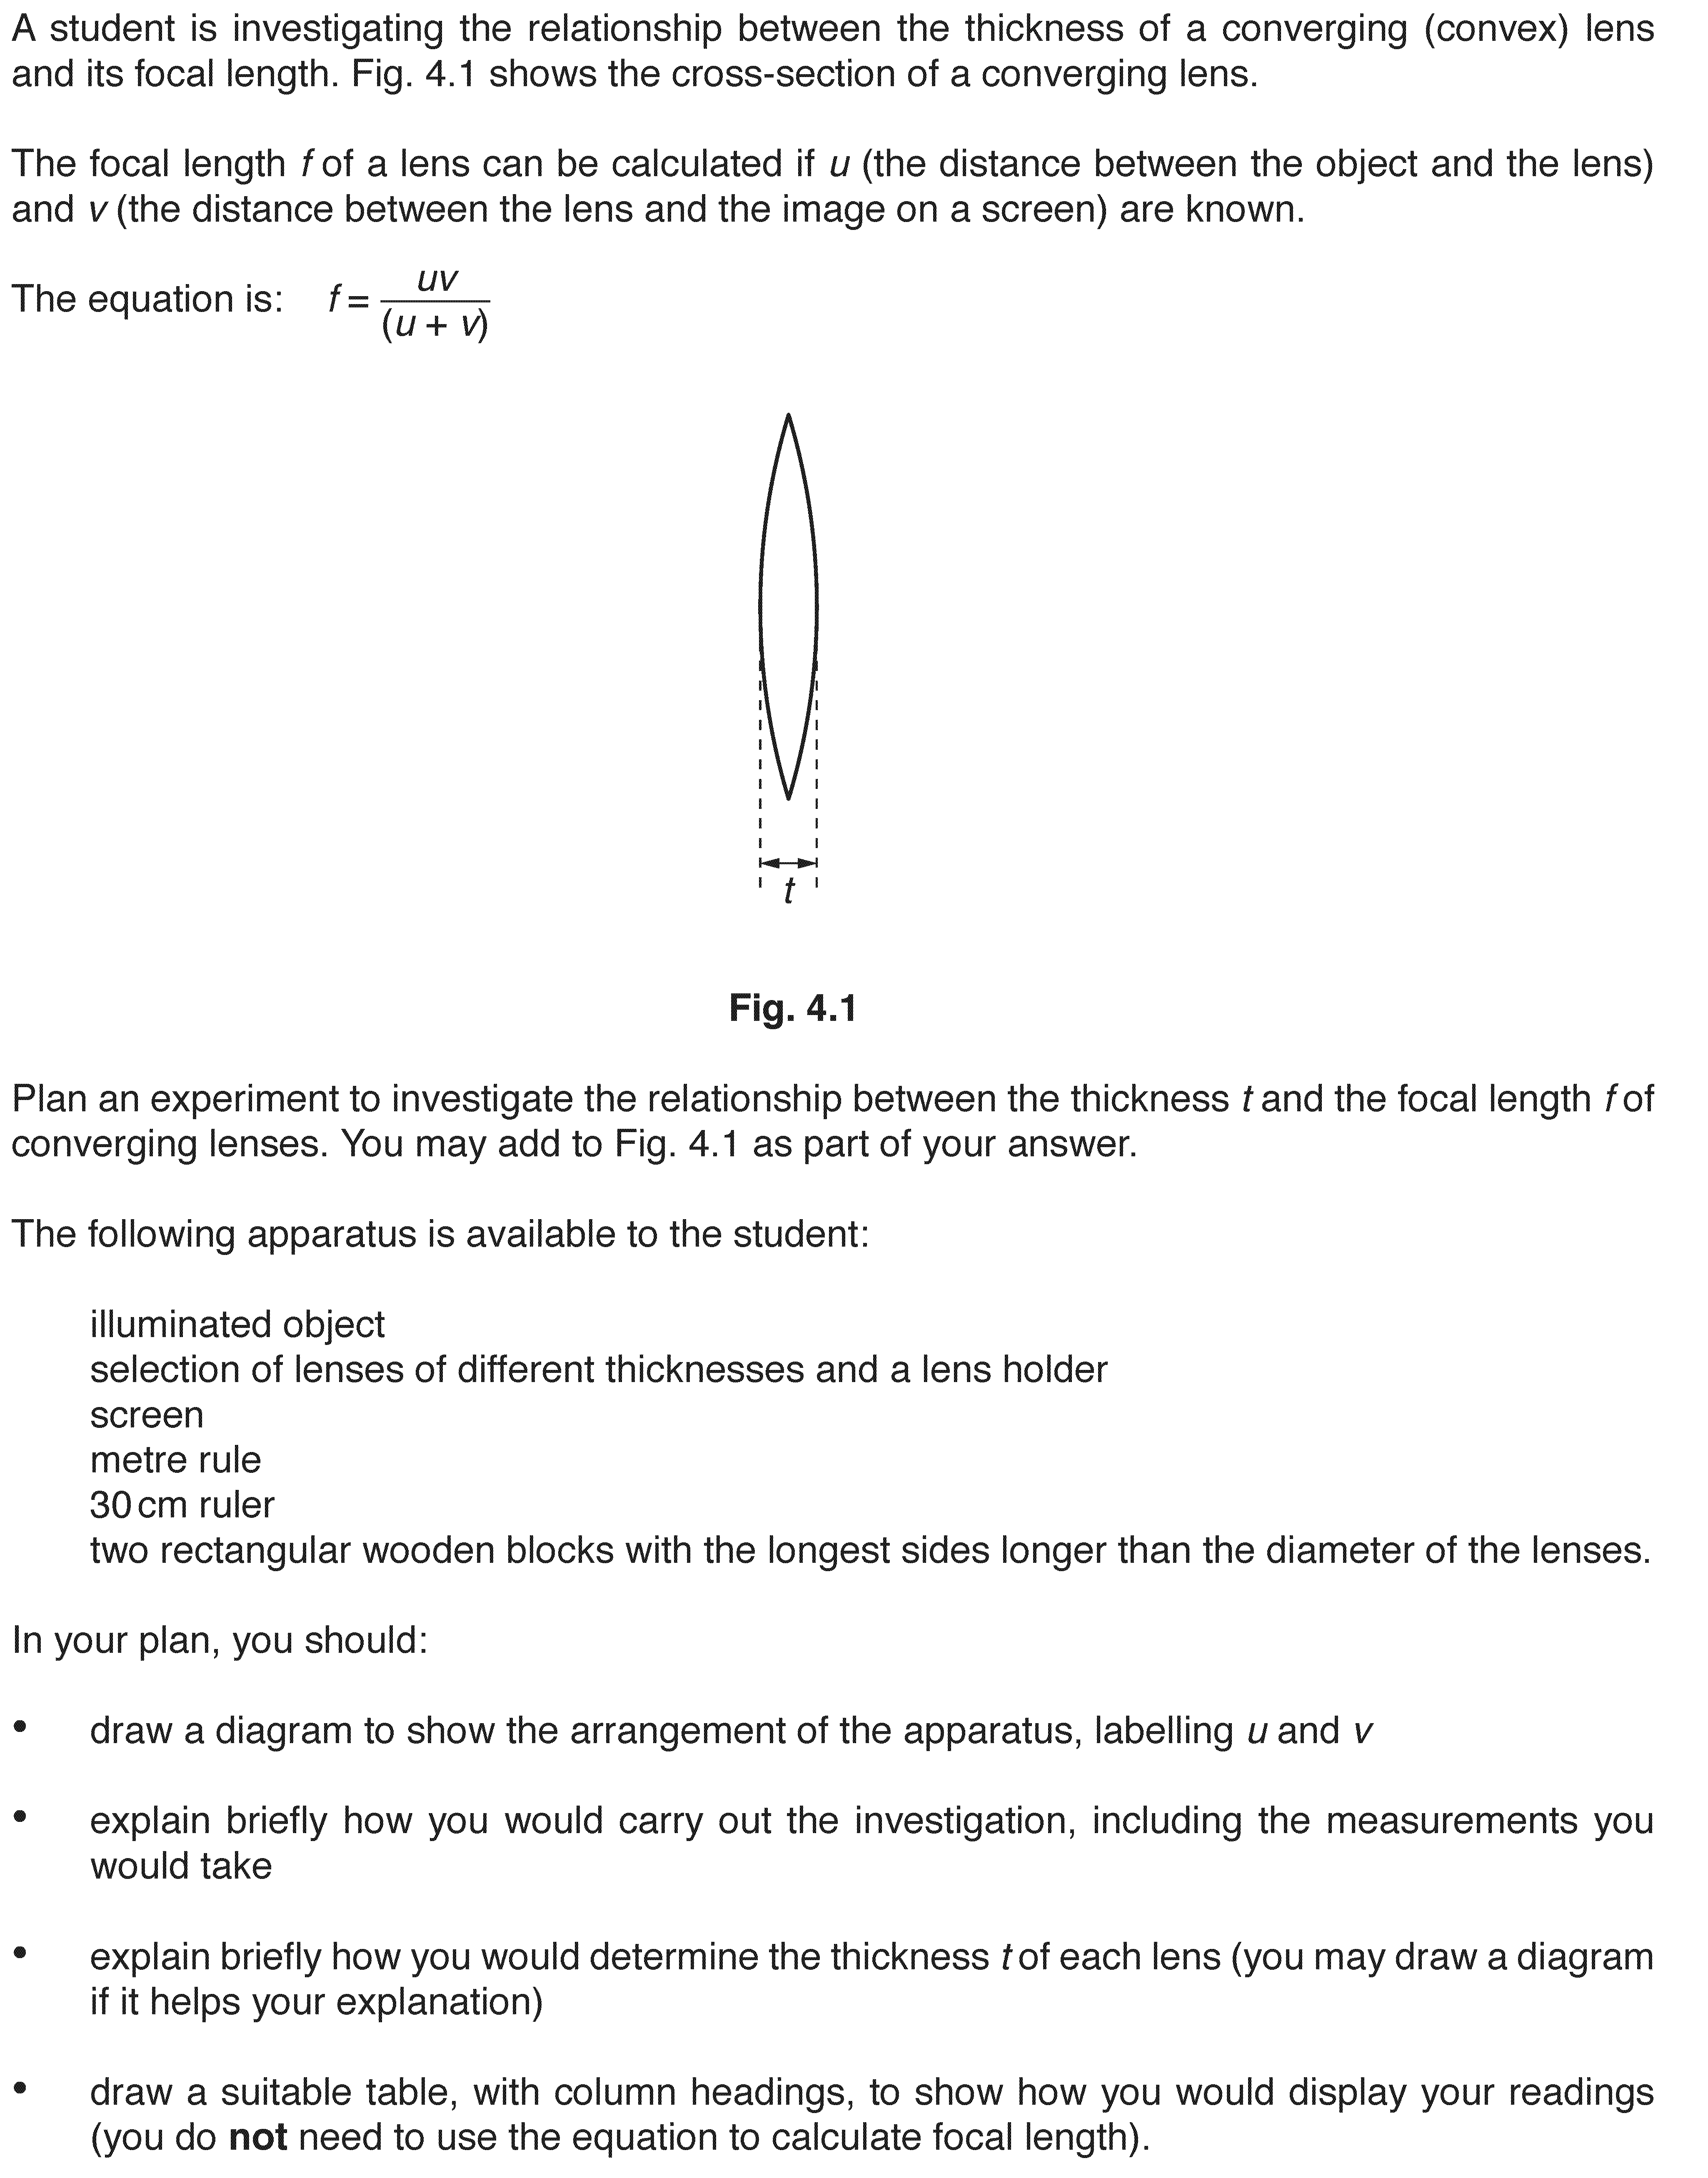 A student is investigating the relationship between the thickness of a converging (convex) lens
and its focal length. Fig. 4.1 shows the cross-section of a converging lens.
The focal length f of a lens can be calculated if u (the distance between the object and the lens)
and v (the distance between the lens and the image on a screen) are known.
The equation is: f = uv / (u + v)
t
Fig. 4.1
Plan an experiment to investigate the relationship between the thickness t and the focal length f of
converging lenses. You may add to Fig. 4.1 as part of your answer.
The following apparatus is available to the student:
illuminated object
selection of lenses of different thicknesses and a lens holder
screen
metre rule
30 cm ruler
two rectangular wooden blocks with the longest sides longer than the diameter of the lenses.
In your plan, you should:
• draw a diagram to show the arrangement of the apparatus, labelling u and v
• explain briefly how you would carry out the investigation, including the measurements you
would take
• explain briefly how you would determine the thickness t of each lens (you may draw a diagram
if it helps your explanation)
• draw a suitable table, with column headings, to show how you would display your readings
(you do not need to use the equation to calculate focal length).